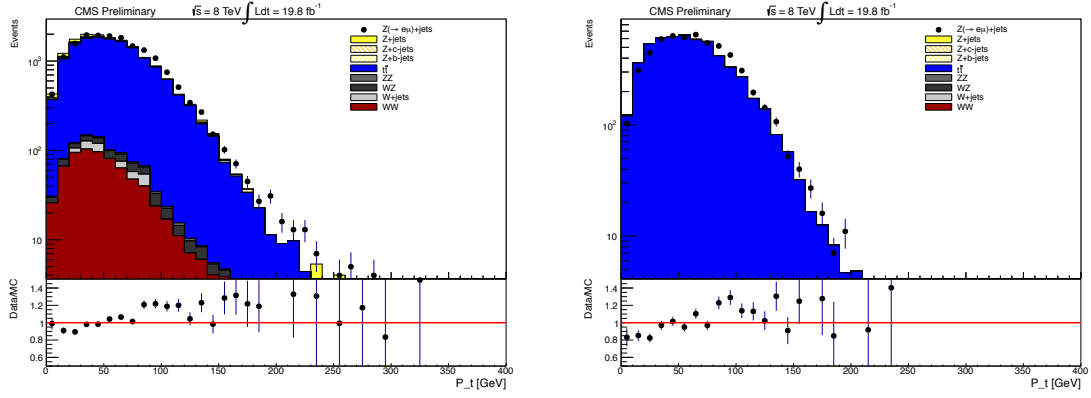 CMS Preliminary √s = 8 TeV ∫ Ldt = 19.8 fb⁻¹
Events
10³
10²
10
Z(→ eμ)+jets
Z+jets
Z+c-jets
Z+b-jets
tt̄
ZZ
WZ
W+jets
WW
Data/MC
1.4
1.2
1
0.8
0.6
0 50 100 150 200 250 300 350 400
P_t [GeV]
CMS Preliminary √s = 8 TeV ∫ Ldt = 19.8 fb⁻¹
Events
10²
10
Z(→ eμ)+jets
Z+jets
Z+c-jets
Z+b-jets
tt̄
ZZ
WZ
W+jets
WW
Data/MC
1.4
1.2
1
0.8
0.6
0 50 100 150 200 250 300 350 400
P_t [GeV]